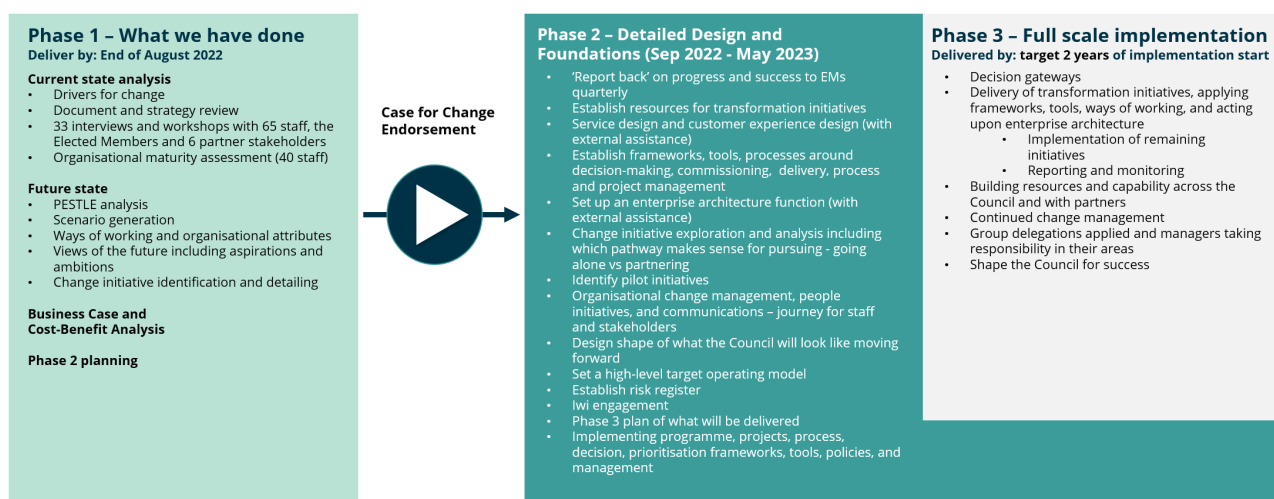 Phase 1 – What we have done
Deliver by: End of August 2022
Current state analysis
• Drivers for change
• Document and strategy review
• 33 interviews and workshops with 65 staff, the
Elected Members and 6 partner stakeholders
• Organisational maturity assessment (40 staff)
Future state
• PESTLE analysis
• Scenario generation
• Ways of working and organisational attributes
• Views of the future including aspirations and
ambitions
• Change initiative identification and detailing
Business Case and
Cost-Benefit Analysis
Phase 2 planning
Case for Change
Endorsement
Phase 2 – Detailed Design and
Foundations (Sep 2022 - May 2023)
• ‘Report back’ on progress and success to EMs
quarterly
• Establish resources for transformation initiatives
• Service design and customer experience design (with
external assistance)
• Establish frameworks, tools, processes around
decision-making, commissioning, delivery, process
and project management
• Set up an enterprise architecture function (with
external assistance)
• Change initiative exploration and analysis including
which pathway makes sense for pursuing - going
alone vs partnering
• Identify pilot initiatives
• Organisational change management, people
initiatives, and communications – journey for staff
and stakeholders
• Design shape of what the Council will look like moving
forward
• Set a high-level target operating model
• Establish risk register
• Iwi engagement
• Phase 3 plan of what will be delivered
• Implementing programme, projects, process,
decision, prioritisation frameworks, tools, policies, and
management
Phase 3 – Full scale implementation
Delivered by: target 2 years of implementation start
• Decision gateways
• Delivery of transformation initiatives, applying
frameworks, tools, ways of working, and acting
upon enterprise architecture
• Implementation of remaining
initiatives
• Reporting and monitoring
• Building resources and capability across the
Council and with partners
• Continued change management
• Group delegations applied and managers taking
responsibility in their areas
• Shape the Council for success